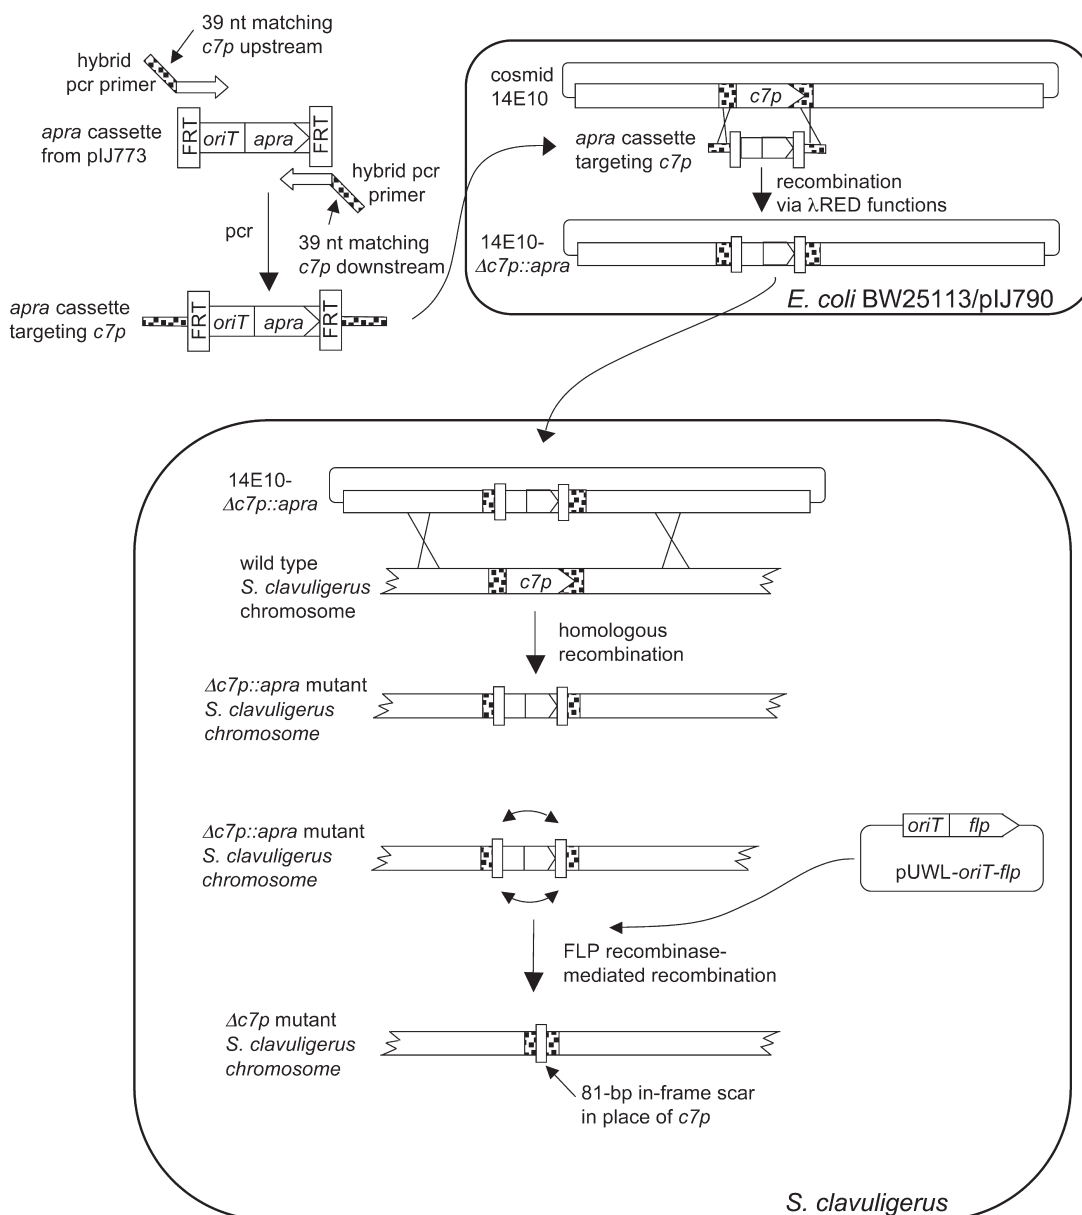 39 nt matching
c7p upstream
hybrid
pcr primer
apra cassette
from pIJ773
FRT
oriT
apra
FRT
hybrid pcr
primer
pcr
39 nt matching
c7p downstream
apra cassette
targeting c7p
FRT
oriT
apra
FRT
cosmid
14E10
c7p
apra cassette
targeting c7p
recombination
via λRED functions
14E10-
Δc7p::apra
E. coli BW25113/pIJ790
14E10-
Δc7p::apra
wild type
S. clavuligerus
chromosome
c7p
homologous
recombination
Δc7p::apra mutant
S. clavuligerus
chromosome
Δc7p::apra mutant
S. clavuligerus
chromosome
oriT
flp
pUWL-oriT-flp
FLP recombinase-
mediated recombination
Δc7p mutant
S. clavuligerus
chromosome
81-bp in-frame scar
in place of c7p
S. clavuligerus